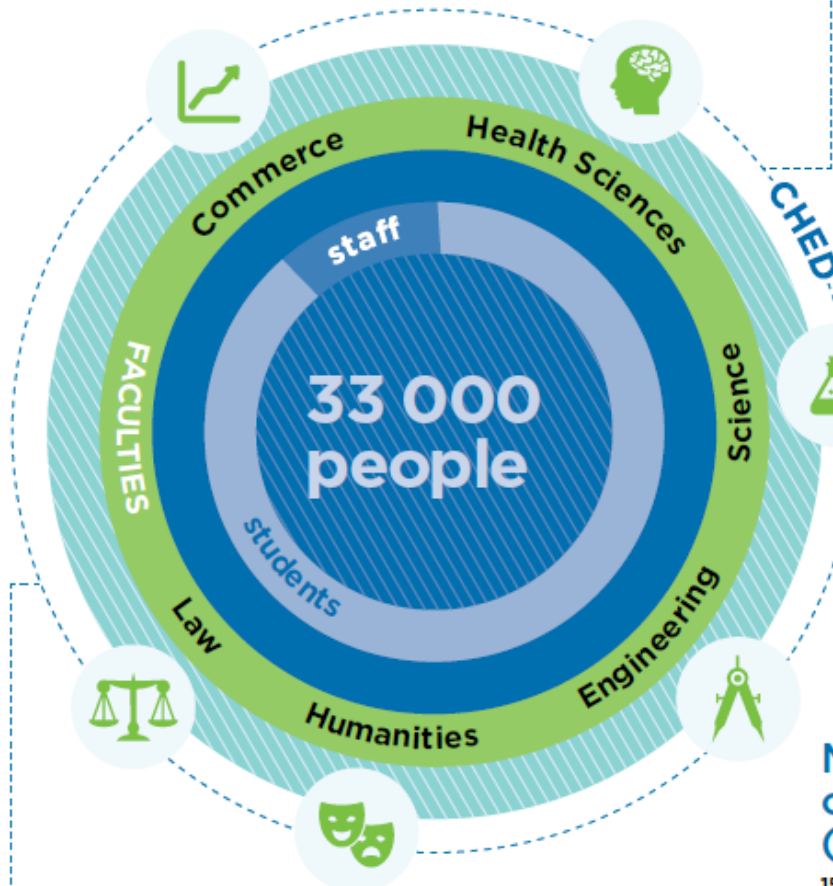 Commerce
Health Sciences
CHED
staff
FACULTIES
33 000
people
Science
students
Law
Engineering
Humanities